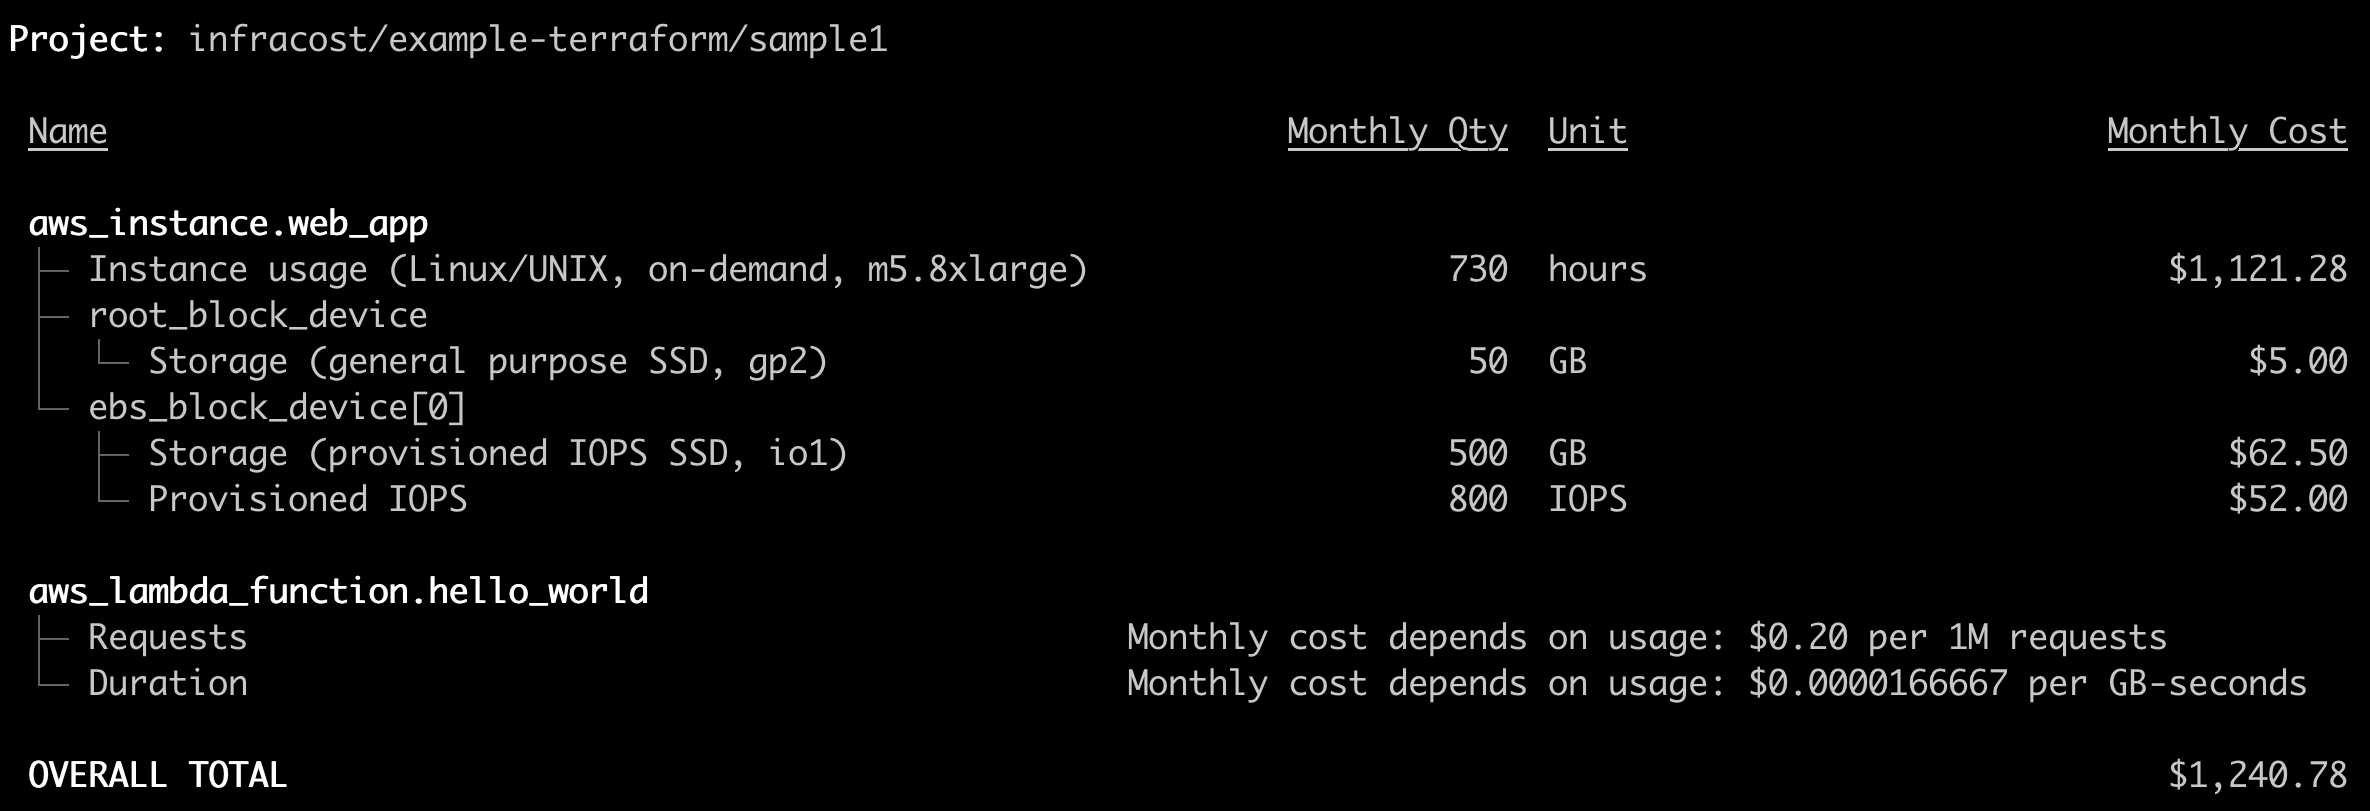 Project: infracost/example-terraform/sample1
Name Monthly Qty Unit Monthly Cost
aws_instance.web_app
├─ Instance usage (Linux/UNIX, on-demand, m5.8xlarge) 730 hours $1,121.28
├─ root_block_device
│  └─ Storage (general purpose SSD, gp2) 50 GB $5.00
└─ ebs_block_device[0]
   ├─ Storage (provisioned IOPS SSD, io1) 500 GB $62.50
   └─ Provisioned IOPS 800 IOPS $52.00
aws_lambda_function.hello_world
├─ Requests Monthly cost depends on usage: $0.20 per 1M requests
└─ Duration Monthly cost depends on usage: $0.0000166667 per GB-seconds
OVERALL TOTAL $1,240.78